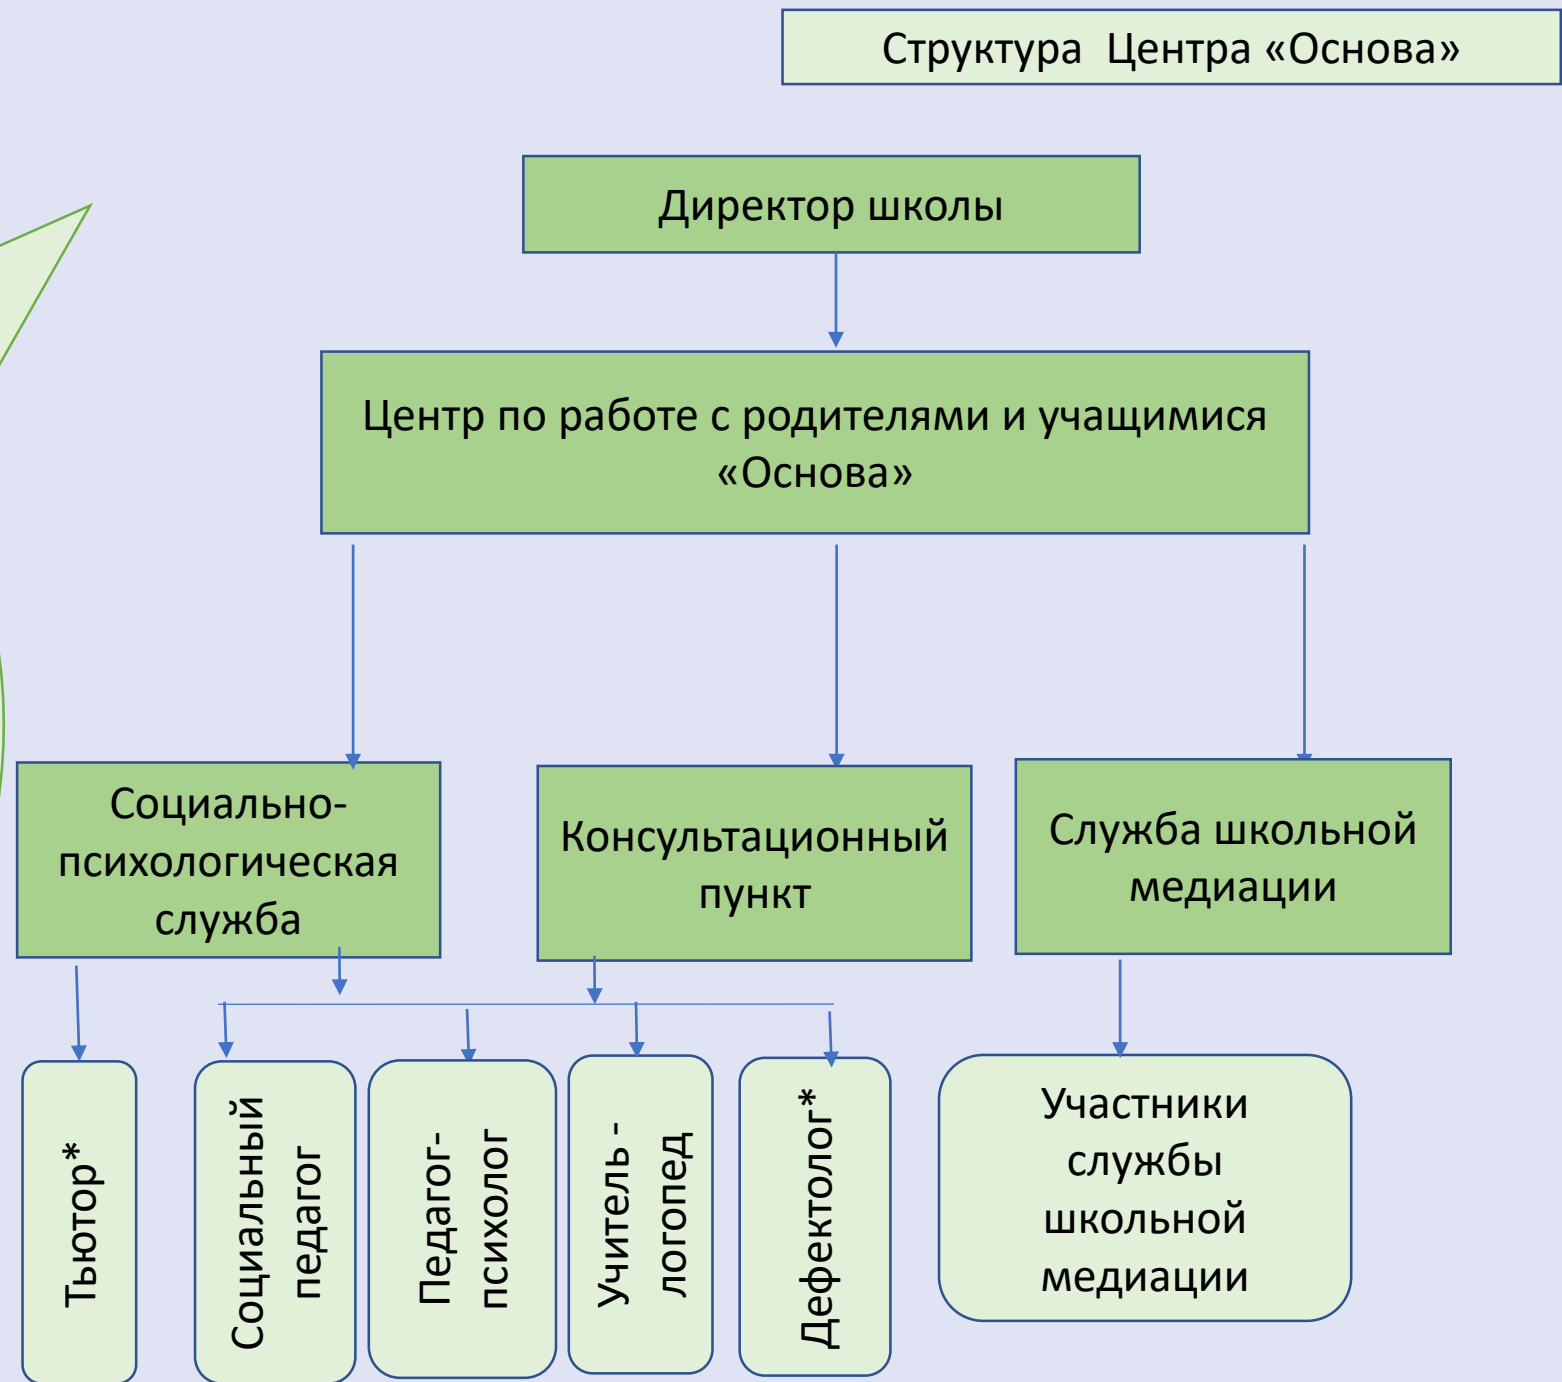 Структура Центра «Основа»
Директор школы
Центр по работе с родителями и учащимися
«Основа»
Социально-
психологическая
служба
Консультационный
пункт
Служба школьной
медиации
Тьютор*
Социальный
педагог
Педагог-
психолог
Учитель -
логопед
Дефектолог*
Участники
службы
школьной
медиации